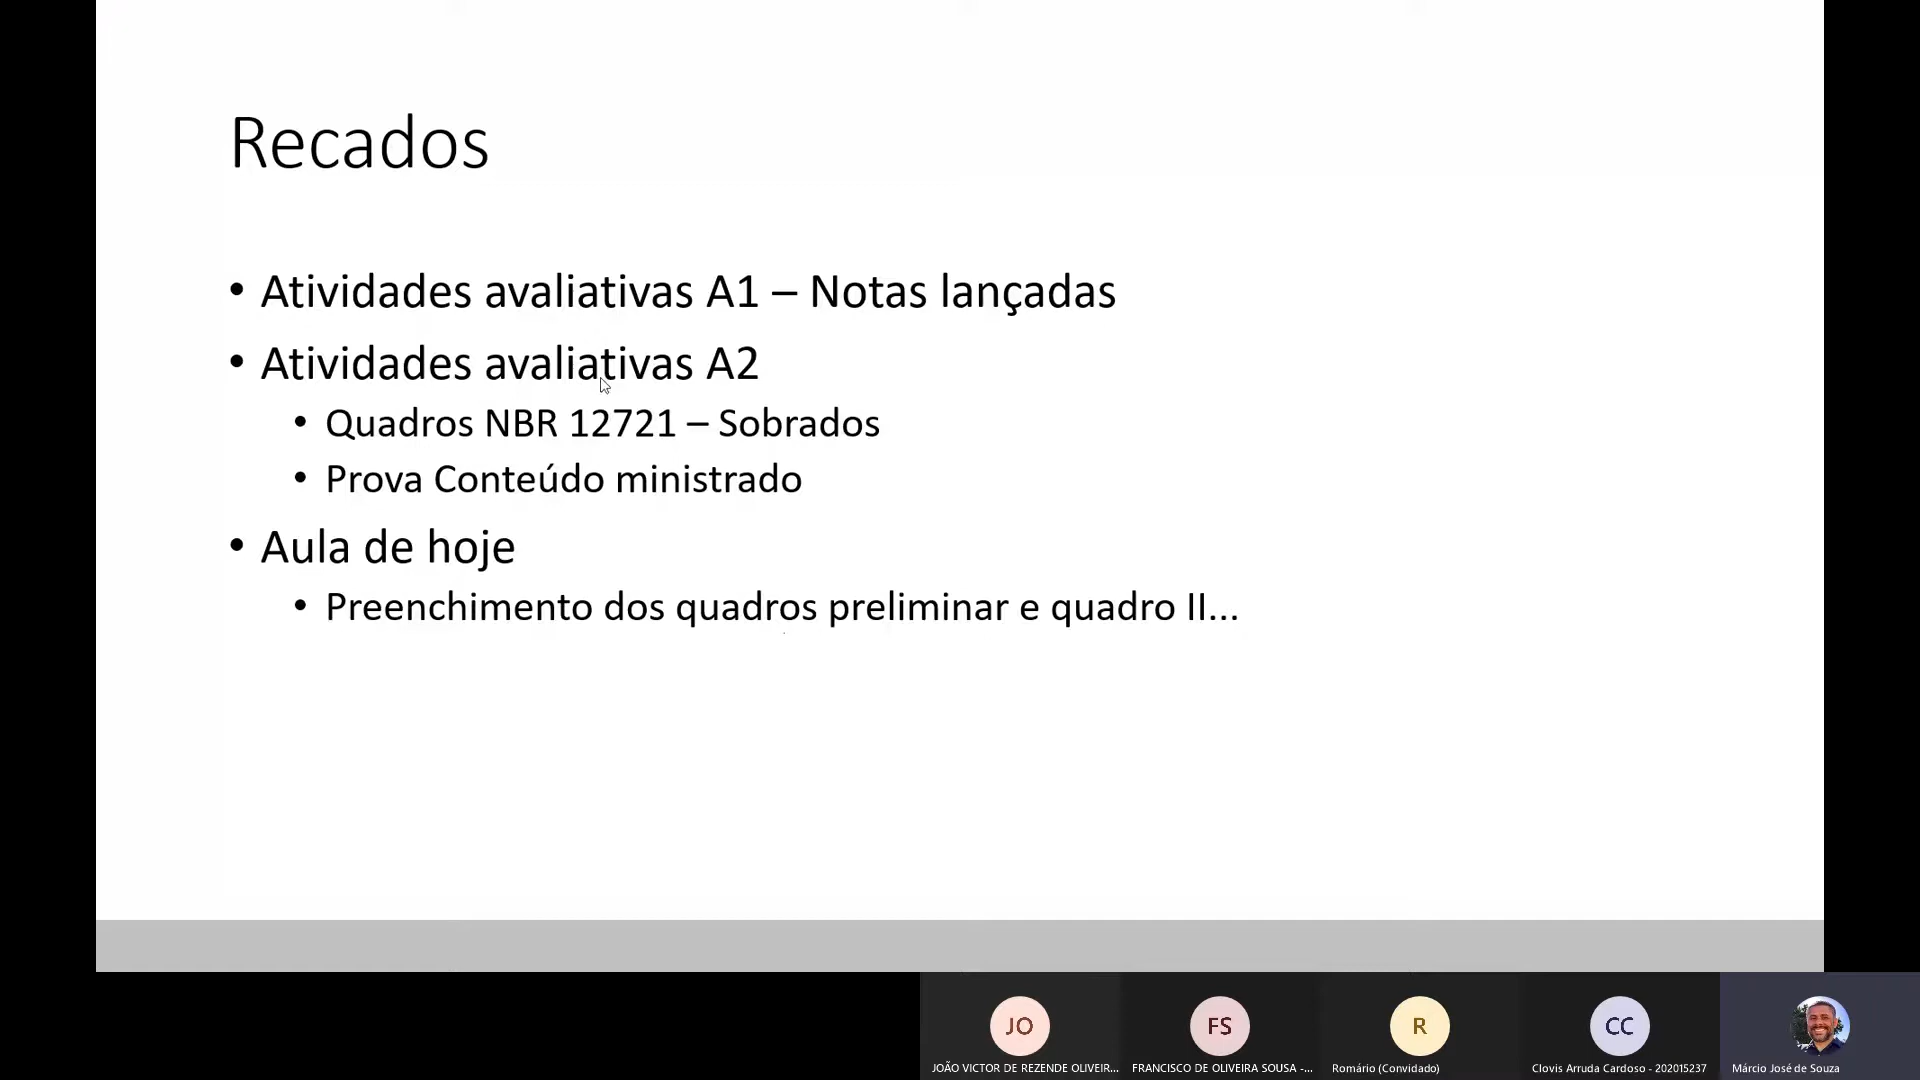 Recados
• Atividades avaliativas A1 – Notas lançadas
• Atividades avaliativas A2
• Quadros NBR 12721 – Sobrados
• Prova Conteúdo ministrado
• Aula de hoje
• Preenchimento dos quadros preliminar e quadro II...
JO
FS
R
CC
JOÃO VICTOR DE REZENDE OLIVEIR...
FRANCISCO DE OLIVEIRA SOUSA -...
Romário (Convidado)
Clovis Arruda Cardoso - 202015237
Márcio José de Souza